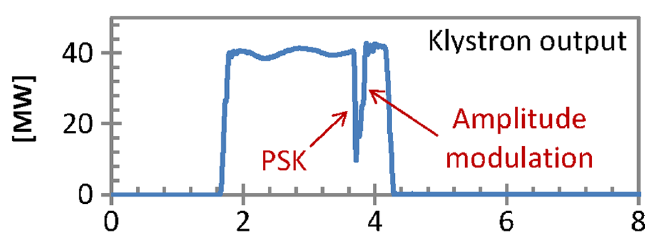 Klystron output
[MW]
40
20
0
PSK
Amplitude
modulation
0 2 4 6 8